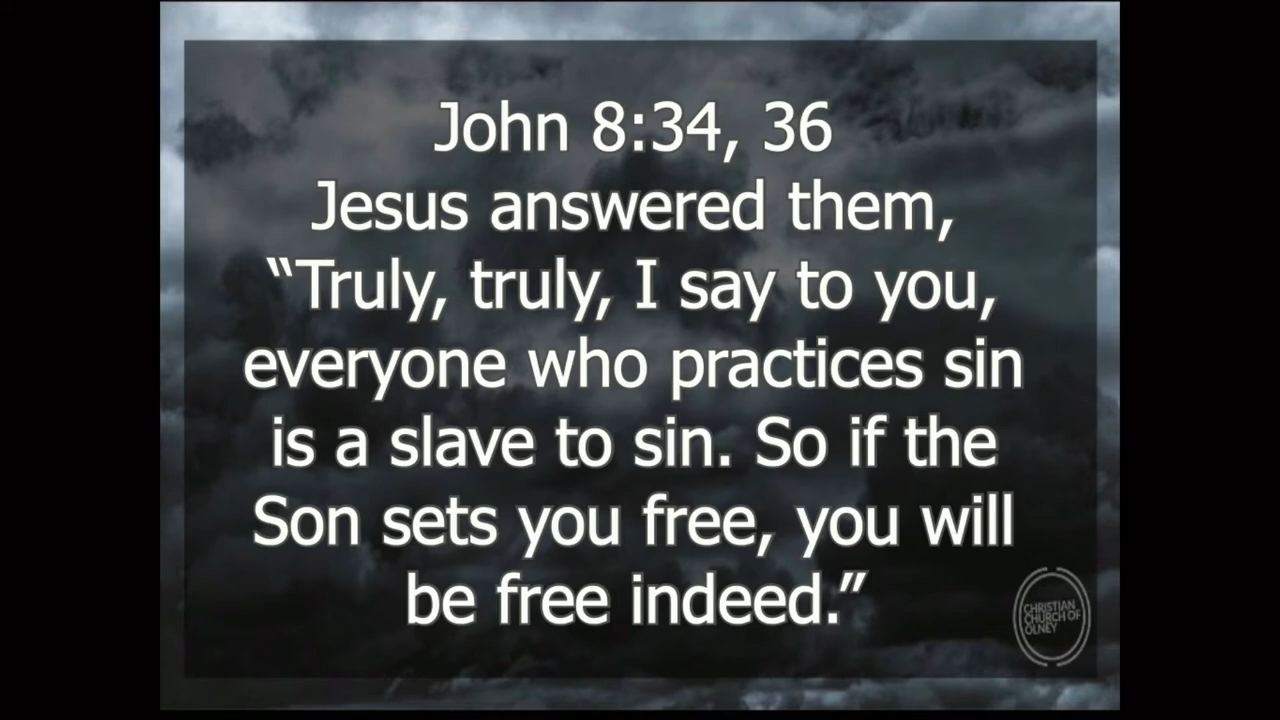 John 8:34, 36
Jesus answered them,
“Truly, truly, I say to you,
everyone who practices sin
is a slave to sin. So if the
Son sets you free, you will
be free indeed.”
CHRISTIAN
CHURCH OF
OLNEY